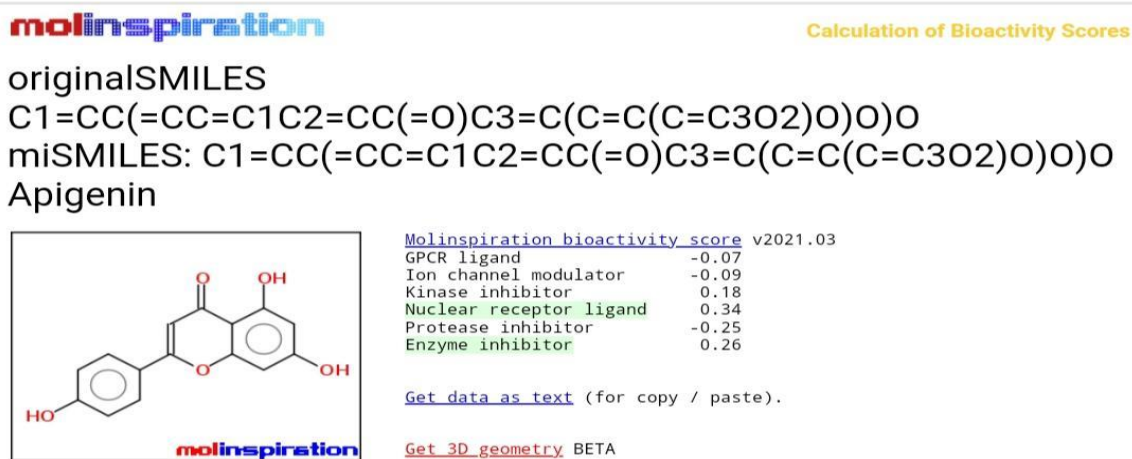 molinspiration
Calculation of Bioactivity Scores
originalSMILES
C1=CC(=CC=C1C2=CC(=O)C3=C(C=C(C=C3O2)O)O)O
miSMILES: C1=CC(=CC=C1C2=CC(=O)C3=C(C=C(C=C3O2)O)O)O
Apigenin
O
OH
O
OH
HO
molinspiration
Molinspiration bioactivity score v2021.03
GPCR ligand -0.07
Ion channel modulator -0.09
Kinase inhibitor 0.18
Nuclear receptor ligand 0.34
Protease inhibitor -0.25
Enzyme inhibitor 0.26
Get data as text (for copy / paste).
Get 3D geometry BETA